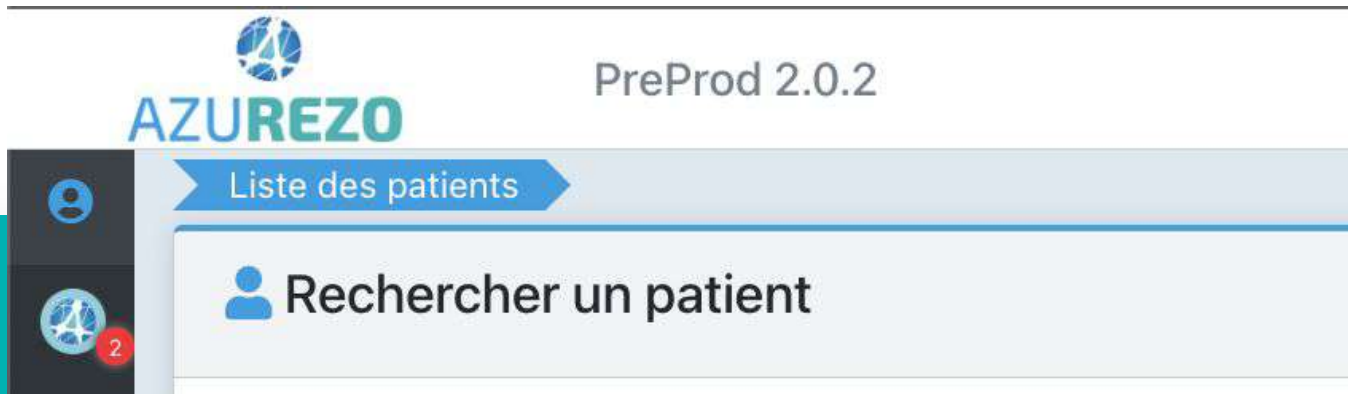 AZUREZO
PreProd 2.0.2
Liste des patients
Rechercher un patient
2